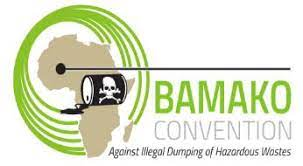 BAMAKO
CONVENTION
Against Illegal Dumping of Hazardous Wastes